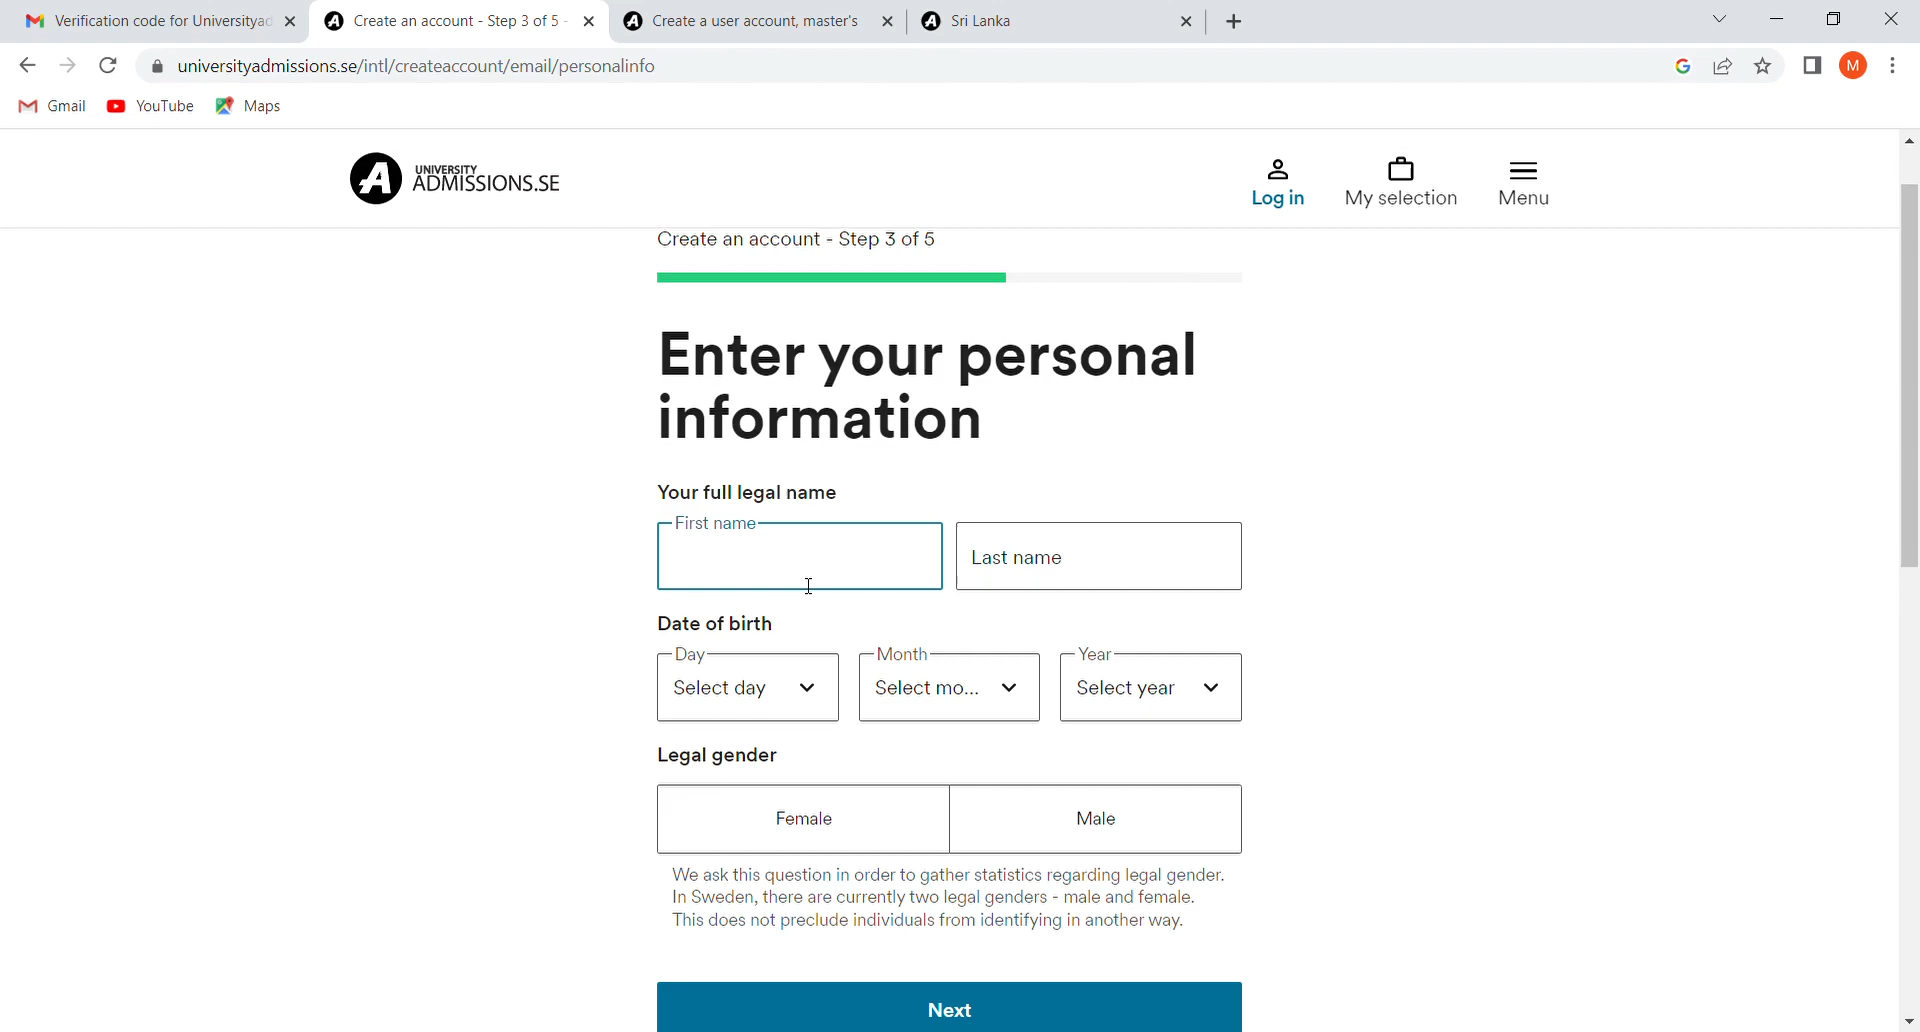 Verification code for Universityad
Create an account - Step 3 of 5 -
Create a user account, master's
Sri Lanka
universityadmissions.se/intl/createaccount/email/personalinfo
M
Gmail
YouTube
Maps
UNIVERSITY
ADMISSIONS.SE
Log in
My selection
Menu
Create an account - Step 3 of 5
Enter your personal
information
Your full legal name
First name
Last name
Date of birth
Day
Month
Year
Select day
Select mo...
Select year
Legal gender
Female
Male
We ask this question in order to gather statistics regarding legal gender.
In Sweden, there are currently two legal genders - male and female.
This does not preclude individuals from identifying in another way.
Next